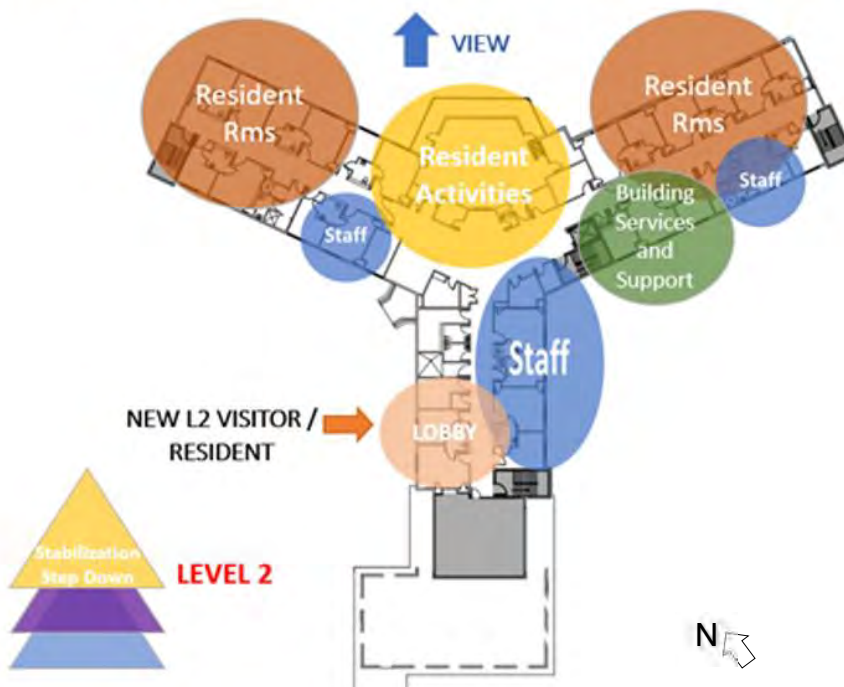 VIEW
Resident
Rms
Resident
Activities
Resident
Rms
Staff
Building
Services
and
Support
Staff
Staff
NEW L2 VISITOR /
RESIDENT
LOBBY
Stabilization
Step Down
LEVEL 2
N